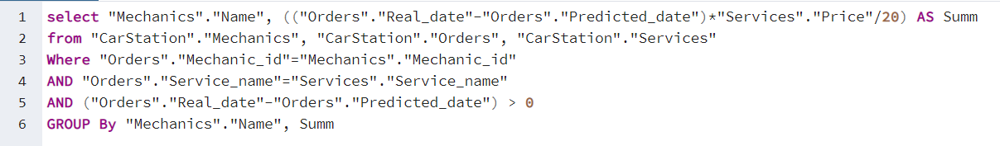 1 select "Mechanics"."Name", (("Orders"."Real_date"-"Orders"."Predicted_date")*"Services"."Price"/20) AS Summ
2 from "CarStation"."Mechanics", "CarStation"."Orders", "CarStation"."Services"
3 Where "Orders"."Mechanic_id"="Mechanics"."Mechanic_id"
4 AND "Orders"."Service_name"="Services"."Service_name"
5 AND ("Orders"."Real_date"-"Orders"."Predicted_date") > 0
6 GROUP By "Mechanics"."Name", Summ